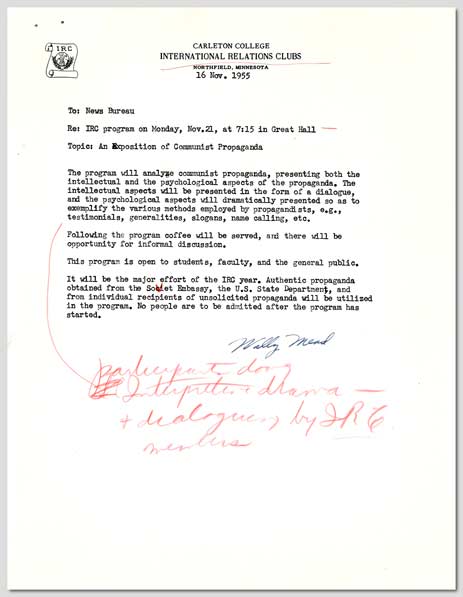 IRC
CARLETON COLLEGE
INTERNATIONAL RELATIONS CLUBS
NORTHFIELD, MINNESOTA
16 Nov. 1955
To: News Bureau
Re: IRC program on Monday, Nov.21, at 7:15 in Great Hall
Topic: An Exposition of Communist Propaganda
The program will analyze communist propaganda, presenting both the
intellectual and the psychological aspects of the propaganda. The
intellectual aspects will be presented in the form of a dialogue,
and the psychological aspects will dramatically presented so as to
exemplify the various methods employed by propagandists, e.g.,
testimonials, generalities, slogans, name calling, etc.
Following the program coffee will be served, and there will be
opportunity for informal discussion.
This program is open to students, faculty, and the general public.
It will be the major effort of the IRC year. Authentic propaganda
obtained from the Soviet Embassy, the U.S. State Department, and
from individual recipients of unsolicited propaganda will be utilized
in the program. No people are to be admitted after the program has
started.
Wally Mead
participants doing
drama —
+ dialogues by IRC
members